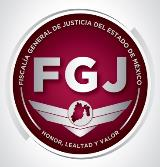 FISCALÍA GENERAL DE JUSTICIA DEL ESTADO DE MÉXICO
FGJ
HONOR, LEALTAD Y VALOR